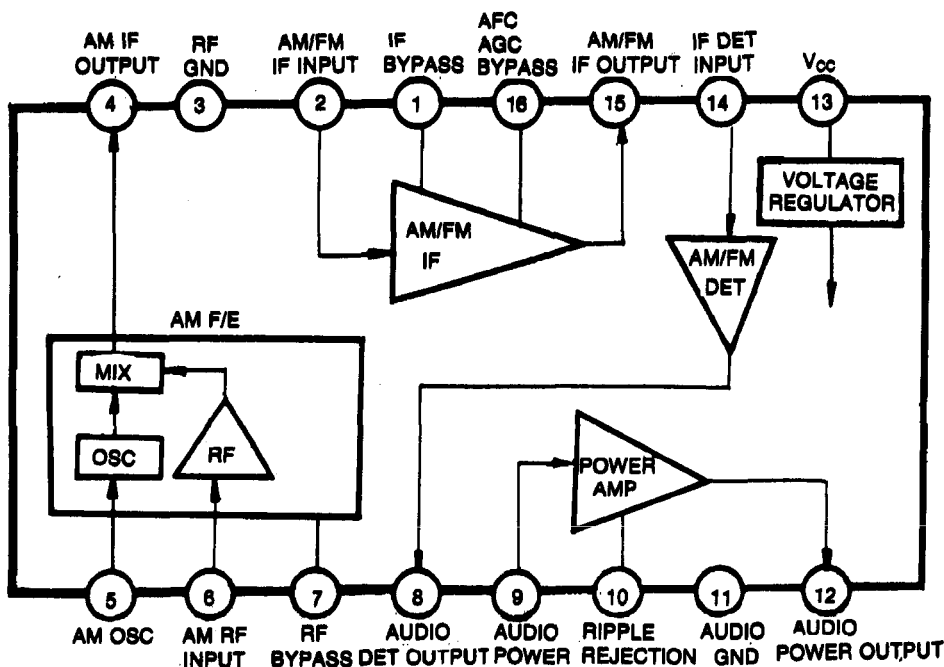 AM IF
OUTPUT
RF
GND
AM/FM
IF INPUT
IF
BYPASS
AFC
AGC
BYPASS
AM/FM
IF OUTPUT
IF DET
INPUT
VCC
4
3
2
1
16
15
14
13
VOLTAGE
REGULATOR
AM/FM
IF
AM/FM
DET
AM F/E
MIX
OSC
RF
POWER
AMP
5
6
7
8
9
10
11
12
AM OSC
AM RF
INPUT
RF
BYPASS
AUDIO
DET OUTPUT
AUDIO
POWER
RIPPLE
REJECTION
AUDIO
GND
AUDIO
POWER OUTPUT